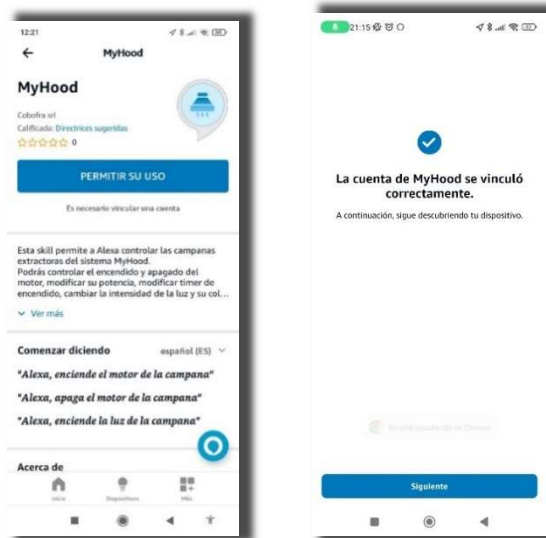 12:21
MyHood
MyHood
Cobofra srl
Calificado: Directrices sugeridas
0
PERMITIR SU USO
Es necesario vincular una cuenta
Esta skill permite a Alexa controlar las campanas
extractoras del sistema MyHood.
Podrás controlar el encendido y apagado del
motor, modificar su potencia, modificar timer de
encendido, cambiar la intensidad de la luz y su col...
Ver más
Comenzar diciendo español (ES)
"Alexa, enciende el motor de la campana"
"Alexa, apaga el motor de la campana"
"Alexa, enciende la luz de la campana"
Acerca de
Inicio Dispositivos Más
21:15
La cuenta de MyHood se vinculó
correctamente.
A continuación, sigue descubriendo tu dispositivo.
en Chrome
Siguiente